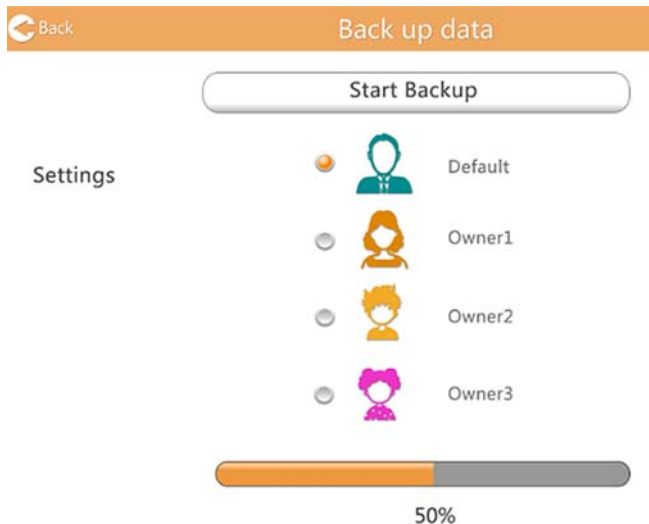 Back
Back up data
Start Backup
Settings
Default
Owner1
Owner2
Owner3
50%